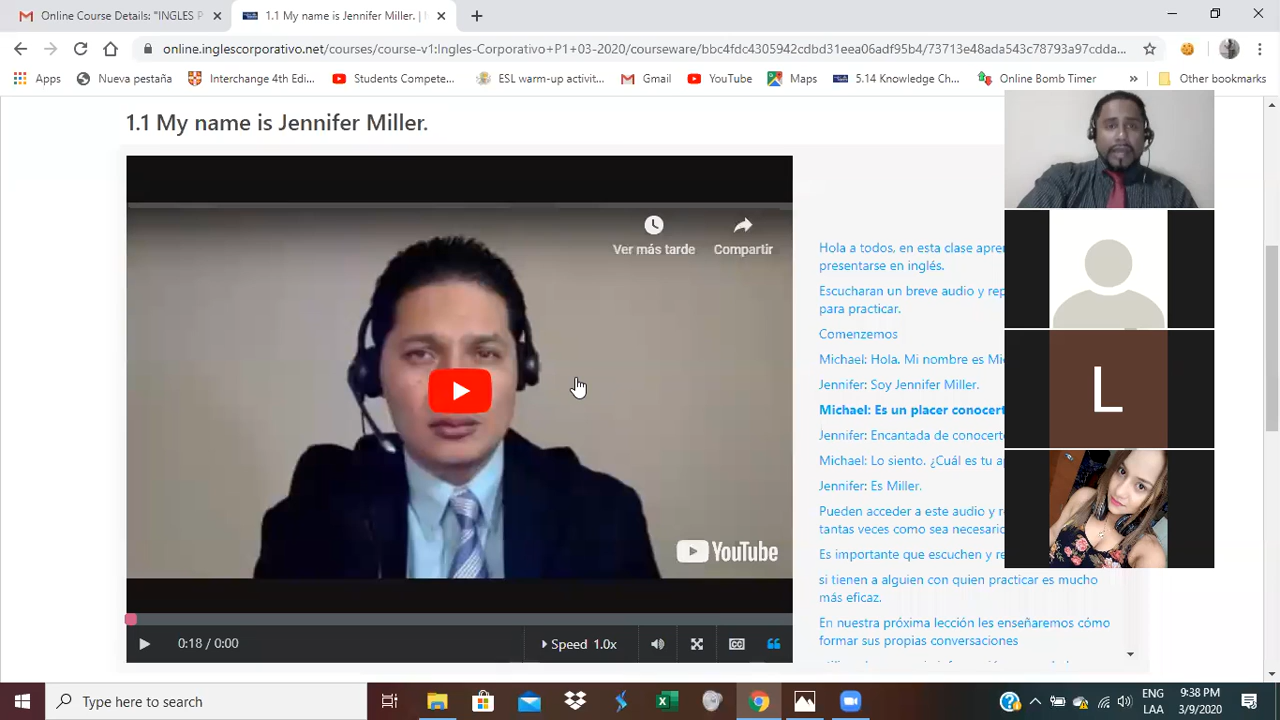 Online Course Details: "INGLES P
1.1 My name is Jennifer Miller. |
online.inglescorporativo.net/courses/course-v1:Ingles-Corporativo+P1+03-2020/courseware/bbc4fdc4305942cdbd31eea06adf95b4/73713e48ada543c78793a97cdda...
Apps
Nueva pestaña
Interchange 4th Edi...
Students Compete...
ESL warm-up activit...
Gmail
YouTube
Maps
5.14 Knowledge Ch...
Online Bomb Timer
»
Other bookmarks
1.1 My name is Jennifer Miller.
Ver más tarde
Compartir
YouTube
0:18 / 0:00
Speed 1.0x
Hola a todos, en esta clase
presentarse en inglés.
Escucharan un breve audio y
para practicar.
Comenzemos
Michael: Hola. Mi nombre es
Jennifer: Soy Jennifer Miller.
Michael: Es un placer
Jennifer: Encantada de
Michael: Lo siento. ¿Cuál es tu
Jennifer: Es Miller.
Pueden acceder a este audio y
tantas veces como sea
Es importante que escuchen y
si tienen a alguien con quien practicar es mucho
más eficaz.
En nuestra próxima lección les enseñaremos cómo
formar sus propias conversaciones
L
Type here to search
ENG
LAA
9:38 PM
3/9/2020